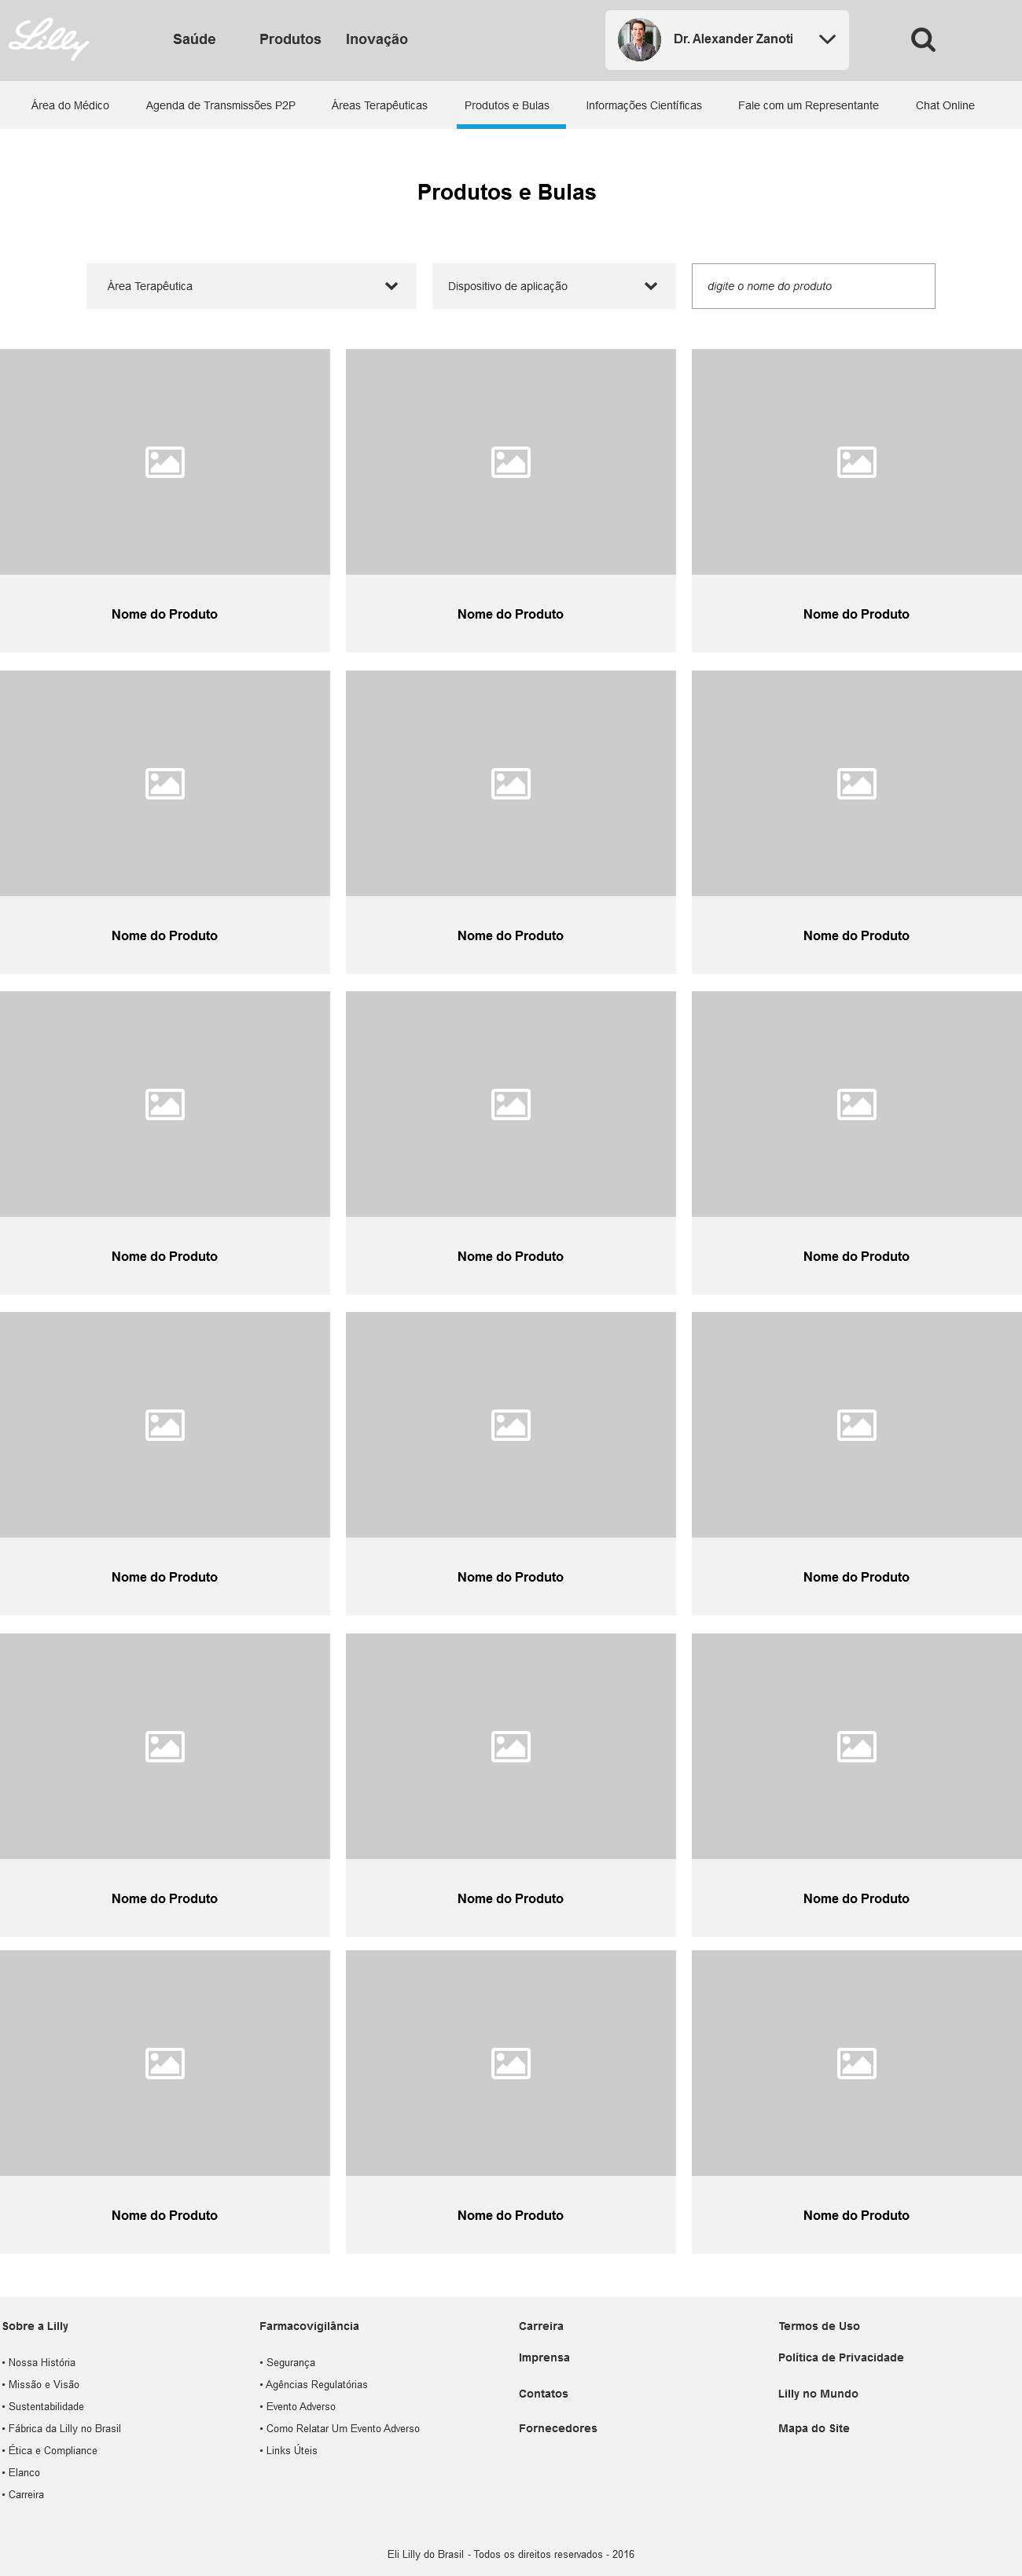 Lilly
Saúde Produtos Inovação Dr. Alexander Zanoti
Área do Médico Agenda de Transmissões P2P Áreas Terapêuticas Produtos e Bulas Informações Científicas Fale com um Representante Chat Online
Produtos e Bulas
Área Terapêutica Dispositivo de aplicação digite o nome do produto
Nome do Produto Nome do Produto Nome do Produto
Nome do Produto Nome do Produto Nome do Produto
Nome do Produto Nome do Produto Nome do Produto
Nome do Produto Nome do Produto Nome do Produto
Nome do Produto Nome do Produto Nome do Produto
Nome do Produto Nome do Produto Nome do Produto
Sobre a Lilly
• Nossa História
• Missão e Visão
• Sustentabilidade
• Fábrica da Lilly no Brasil
• Ética e Compliance
• Elanco
• Carreira
Farmacovigilância
• Segurança
• Agências Regulatórias
• Evento Adverso
• Como Relatar Um Evento Adverso
• Links Úteis
Carreira
Imprensa
Contatos
Fornecedores
Termos de Uso
Política de Privacidade
Lilly no Mundo
Mapa do Site
Eli Lilly do Brasil - Todos os direitos reservados - 2016